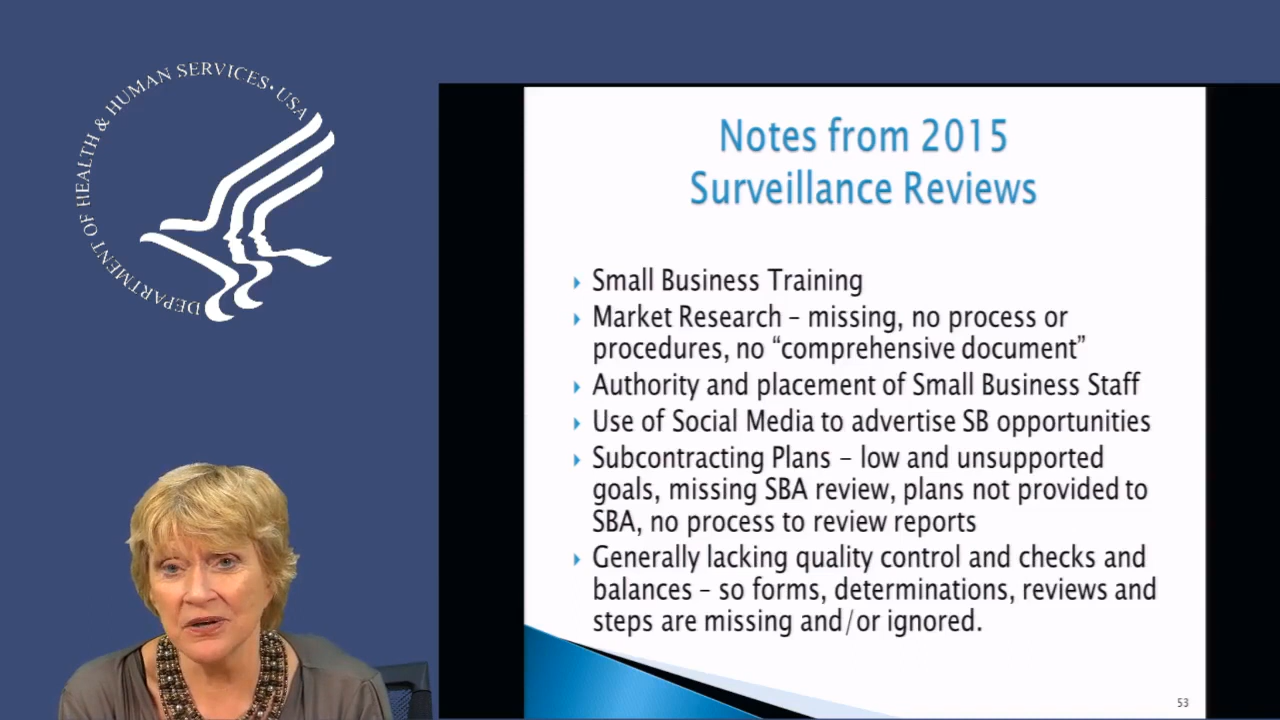 DEPARTMENT OF HEALTH & HUMAN SERVICES • USA
Notes from 2015
Surveillance Reviews
Small Business Training
Market Research – missing, no process or
procedures, no “comprehensive document”
Authority and placement of Small Business Staff
Use of Social Media to advertise SB opportunities
Subcontracting Plans – low and unsupported
goals, missing SBA review, plans not provided to
SBA, no process to review reports
Generally lacking quality control and checks and
balances – so forms, determinations, reviews and
steps are missing and/or ignored.
53